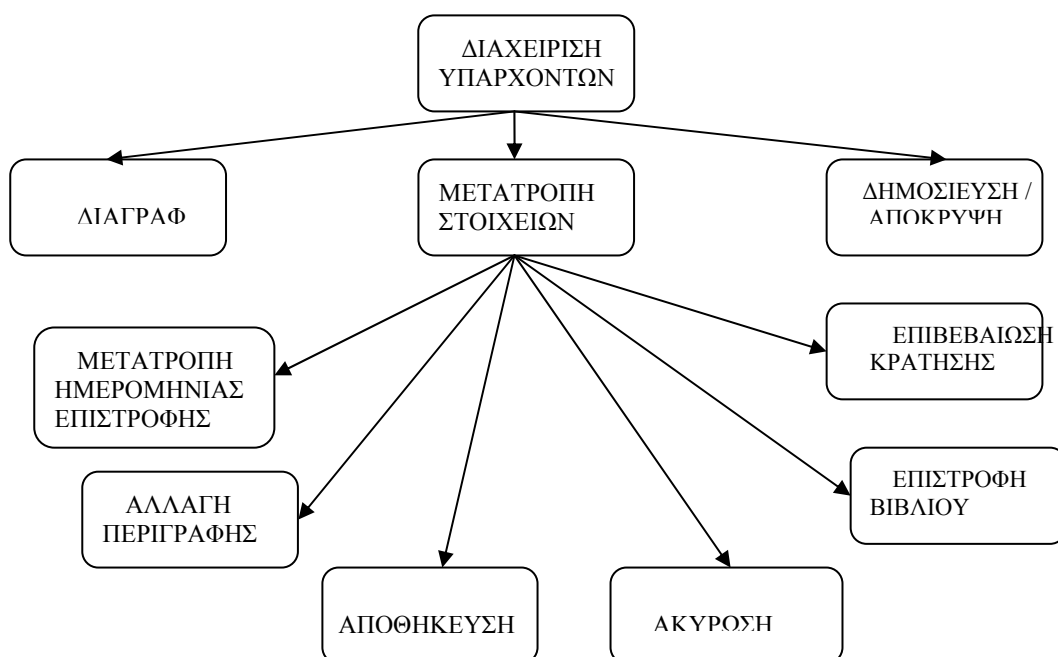 ΔΙΑΧΕΙΡΙΣΗ
ΥΠΑΡΧΟΝΤΩΝ
ΔΙΑΓΡΑΦ
ΜΕΤΑΤΡΟΠΗ
ΣΤΟΙΧΕΙΩΝ
ΔΗΜΟΣΙΕΥΣΗ /
ΑΠΟΚΡΥΨΗ
ΜΕΤΑΤΡΟΠΗ
ΗΜΕΡΟΜΗΝΙΑΣ
ΕΠΙΣΤΡΟΦΗΣ
ΕΠΙΒΕΒΑΙΩΣΗ
ΚΡΑΤΗΣΗΣ
ΑΛΛΑΓΗ
ΠΕΡΙΓΡΑΦΗΣ
ΕΠΙΣΤΡΟΦΗ
ΒΙΒΛΙΟΥ
ΑΠΟΘΗΚΕΥΣΗ
ΑΚΥΡΩΣΗ